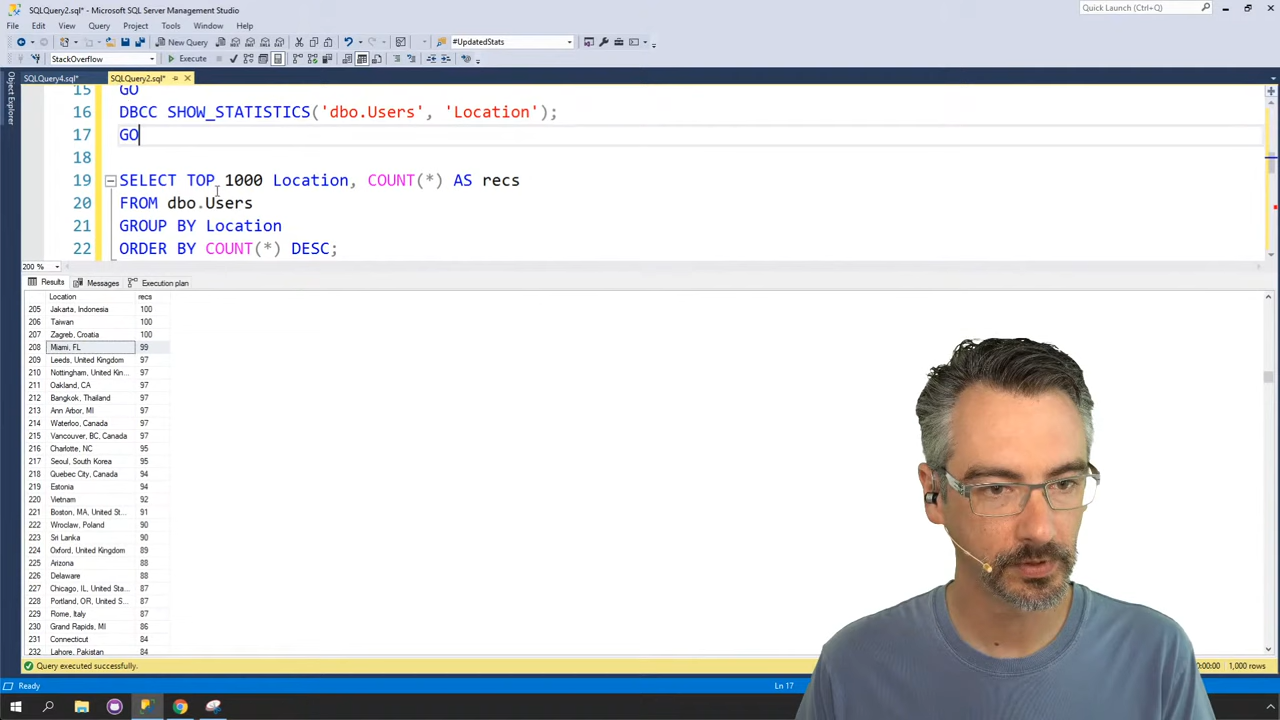 SQLQuery2.sql* - Microsoft SQL Server Management Studio
Quick Launch (Ctrl+Q)
File Edit View Query Project Tools Window Help
New Query
#UpdatedStats
StackOverflow
Execute
SQLQuery4.sql*
SQLQuery2.sql*
Object Explorer
15 GO
16 DBCC SHOW_STATISTICS('dbo.Users', 'Location');
17 GO
18
19 SELECT TOP 1000 Location, COUNT(*) AS recs
20 FROM dbo.Users
21 GROUP BY Location
22 ORDER BY COUNT(*) DESC;
200 %
Results Messages Execution plan
Location recs
205 Jakarta, Indonesia 100
206 Taiwan 100
207 Zagreb, Croatia 100
208 Miami, FL 99
209 Leeds, United Kingdom 97
210 Nottingham, United Kin... 97
211 Oakland, CA 97
212 Bangkok, Thailand 97
213 Ann Arbor, MI 97
214 Waterloo, Canada 97
215 Vancouver, BC, Canada 97
216 Charlotte, NC 95
217 Seoul, South Korea 95
218 Quebec City, Canada 94
219 Estonia 94
220 Vietnam 92
221 Boston, MA, United St... 91
222 Wroclaw, Poland 90
223 Sri Lanka 90
224 Oxford, United Kingdom 89
225 Arizona 88
226 Delaware 88
227 Chicago, IL, United Sta... 87
228 Portland, OR, United S... 87
229 Rome, Italy 87
230 Grand Rapids, MI 86
231 Connecticut 84
232 Lahore, Pakistan 84
Query executed successfully.
:00:00 1,000 rows
Ready
Ln 17